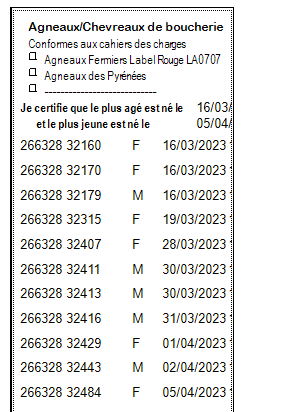 Agneaux/Chevreaux de boucherie
Conformes aux cahiers des charges
Agneaux Fermiers Label Rouge LA0707
Agneaux des Pyrénées
----------------------------
Je certifie que le plus agé est né le 16/03/
et le plus jeune est né le 05/04/
266328 32160 F 16/03/2023
266328 32170 F 16/03/2023
266328 32179 M 16/03/2023
266328 32315 F 19/03/2023
266328 32407 F 28/03/2023
266328 32411 M 30/03/2023
266328 32413 M 30/03/2023
266328 32416 M 31/03/2023
266328 32429 F 01/04/2023
266328 32443 M 02/04/2023
266328 32484 F 05/04/2023